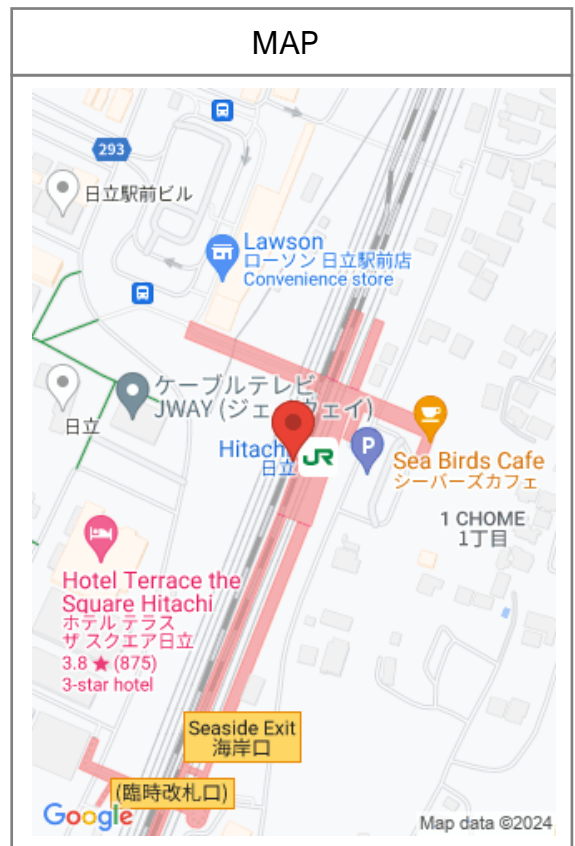 MAP
293
日立駅前ビル
Lawson
ローソン 日立駅前店
Convenience store
ケーブルテレビ
JWAY (ジェイウェイ)
日立
Hitachi
日立
JR
P
Sea Birds Cafe
シーバーズカフェ
1 CHOME
1丁目
Hotel Terrace the
Square Hitachi
ホテル テラス
ザ スクエア日立
3.8 ★ (875)
3-star hotel
Seaside Exit
海岸口
(臨時改札口)
Google
Map data ©2024